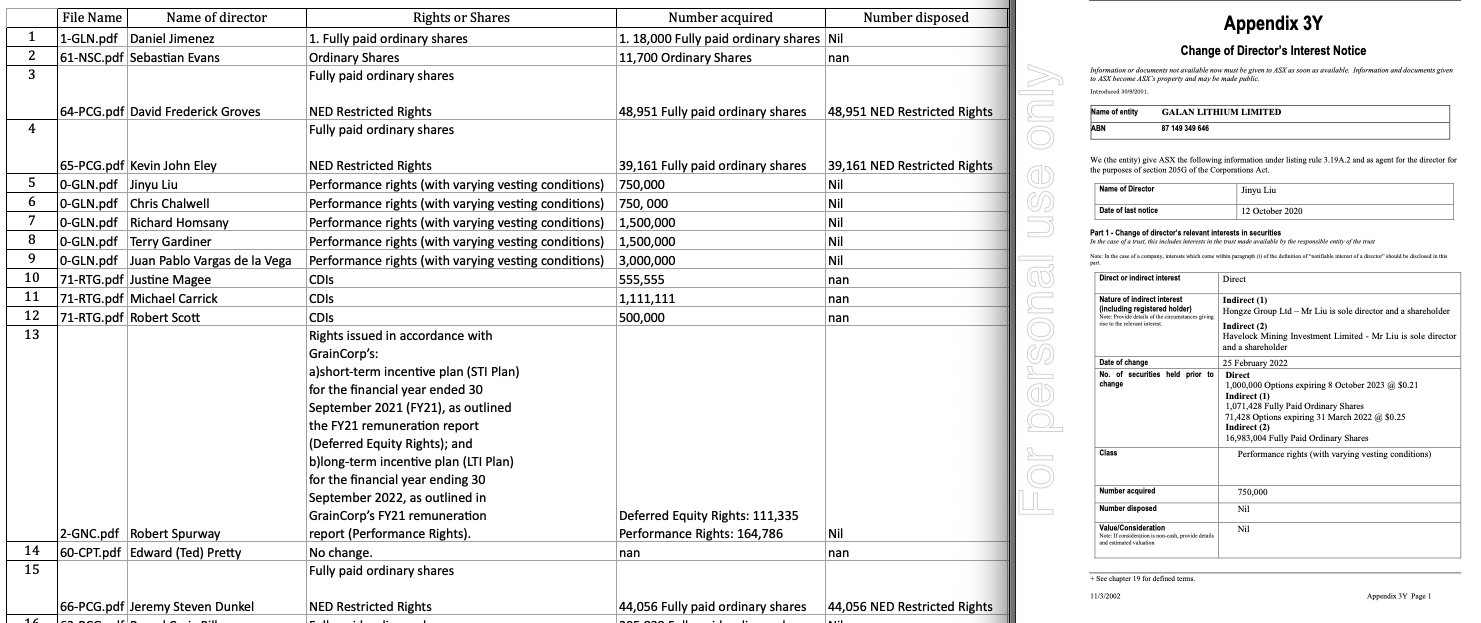 File Name Name of director Rights or Shares Number acquired Number disposed
1 1-GLN.pdf Daniel Jimenez 1. Fully paid ordinary shares 1. 18,000 Fully paid ordinary shares Nil
2 61-NSC.pdf Sebastian Evans Ordinary Shares 11,700 Ordinary Shares nan
3 Fully paid ordinary shares
64-PCG.pdf David Frederick Groves NED Restricted Rights 48,951 Fully paid ordinary shares 48,951 NED Restricted Rights
4 Fully paid ordinary shares
65-PCG.pdf Kevin John Eley NED Restricted Rights 39,161 Fully paid ordinary shares 39,161 NED Restricted Rights
5 0-GLN.pdf Jinyu Liu Performance rights (with varying vesting conditions) 750,000 Nil
6 0-GLN.pdf Chris Chalwell Performance rights (with varying vesting conditions) 750, 000 Nil
7 0-GLN.pdf Richard Homsany Performance rights (with varying vesting conditions) 1,500,000 Nil
8 0-GLN.pdf Terry Gardiner Performance rights (with varying vesting conditions) 1,500,000 Nil
9 0-GLN.pdf Juan Pablo Vargas de la Vega Performance rights (with varying vesting conditions) 3,000,000 Nil
10 71-RTG.pdf Justine Magee CDIs 555,555 nan
11 71-RTG.pdf Michael Carrick CDIs 1,111,111 nan
12 71-RTG.pdf Robert Scott CDIs 500,000 nan
13 Rights issued in accordance with
GrainCorp's:
a)short-term incentive plan (STI Plan)
for the financial year ended 30
September 2021 (FY21), as outlined
the FY21 remuneration report
(Deferred Equity Rights); and
b)long-term incentive plan (LTI Plan)
for the financial year ending 30
September 2022, as outlined in
GrainCorp's FY21 remuneration Deferred Equity Rights: 111,335
2-GNC.pdf Robert Spurway report (Performance Rights). Performance Rights: 164,786 Nil
14 60-CPT.pdf Edward (Ted) Pretty No change. nan nan
15 Fully paid ordinary shares
66-PCG.pdf Jeremy Steven Dunkel NED Restricted Rights 44,056 Fully paid ordinary shares 44,056 NED Restricted Rights
For personal use only
Appendix 3Y
Change of Director's Interest Notice
Information or documents not available now must be given to ASX as soon as available. Information and documents given
to ASX become ASX's property and may be made public.
Introduced 30/9/2001.
Name of entity GALAN LITHIUM LIMITED
ABN 87 149 349 646
We (the entity) give ASX the following information under listing rule 3.19A.2 and as agent for the director for
the purposes of section 205G of the Corporations Act.
Name of Director Jinyu Liu
Date of last notice 12 October 2020
Part 1 - Change of director's relevant interests in securities
In the case of a trust, this includes interests in the trust made available by the responsible entity of the trust
Note: In the case of a company, interests which come within paragraph (i) of the definition of "notifiable interest of a director" should be disclosed in this
part.
Direct or indirect interest Direct
Nature of indirect interest Indirect (1)
(including registered holder) Hongze Group Ltd – Mr Liu is sole director and a shareholder
Note: Provide details of the circumstances giving
rise to the relevant interest. Indirect (2)
Havelock Mining Investment Limited - Mr Liu is sole director
and a shareholder
Date of change 25 February 2022
No. of securities held prior to Direct
change 1,000,000 Options expiring 8 October 2023 @ $0.21
Indirect (1)
1,071,428 Fully Paid Ordinary Shares
71,428 Options expiring 31 March 2022 @ $0.25
Indirect (2)
16,983,004 Fully Paid Ordinary Shares
Class Performance rights (with varying vesting conditions)
Number acquired 750,000
Number disposed Nil
Value/Consideration Nil
Note: If consideration is non-cash, provide details
and estimated valuation
+ See chapter 19 for defined terms.
11/3/2002 Appendix 3Y Page 1